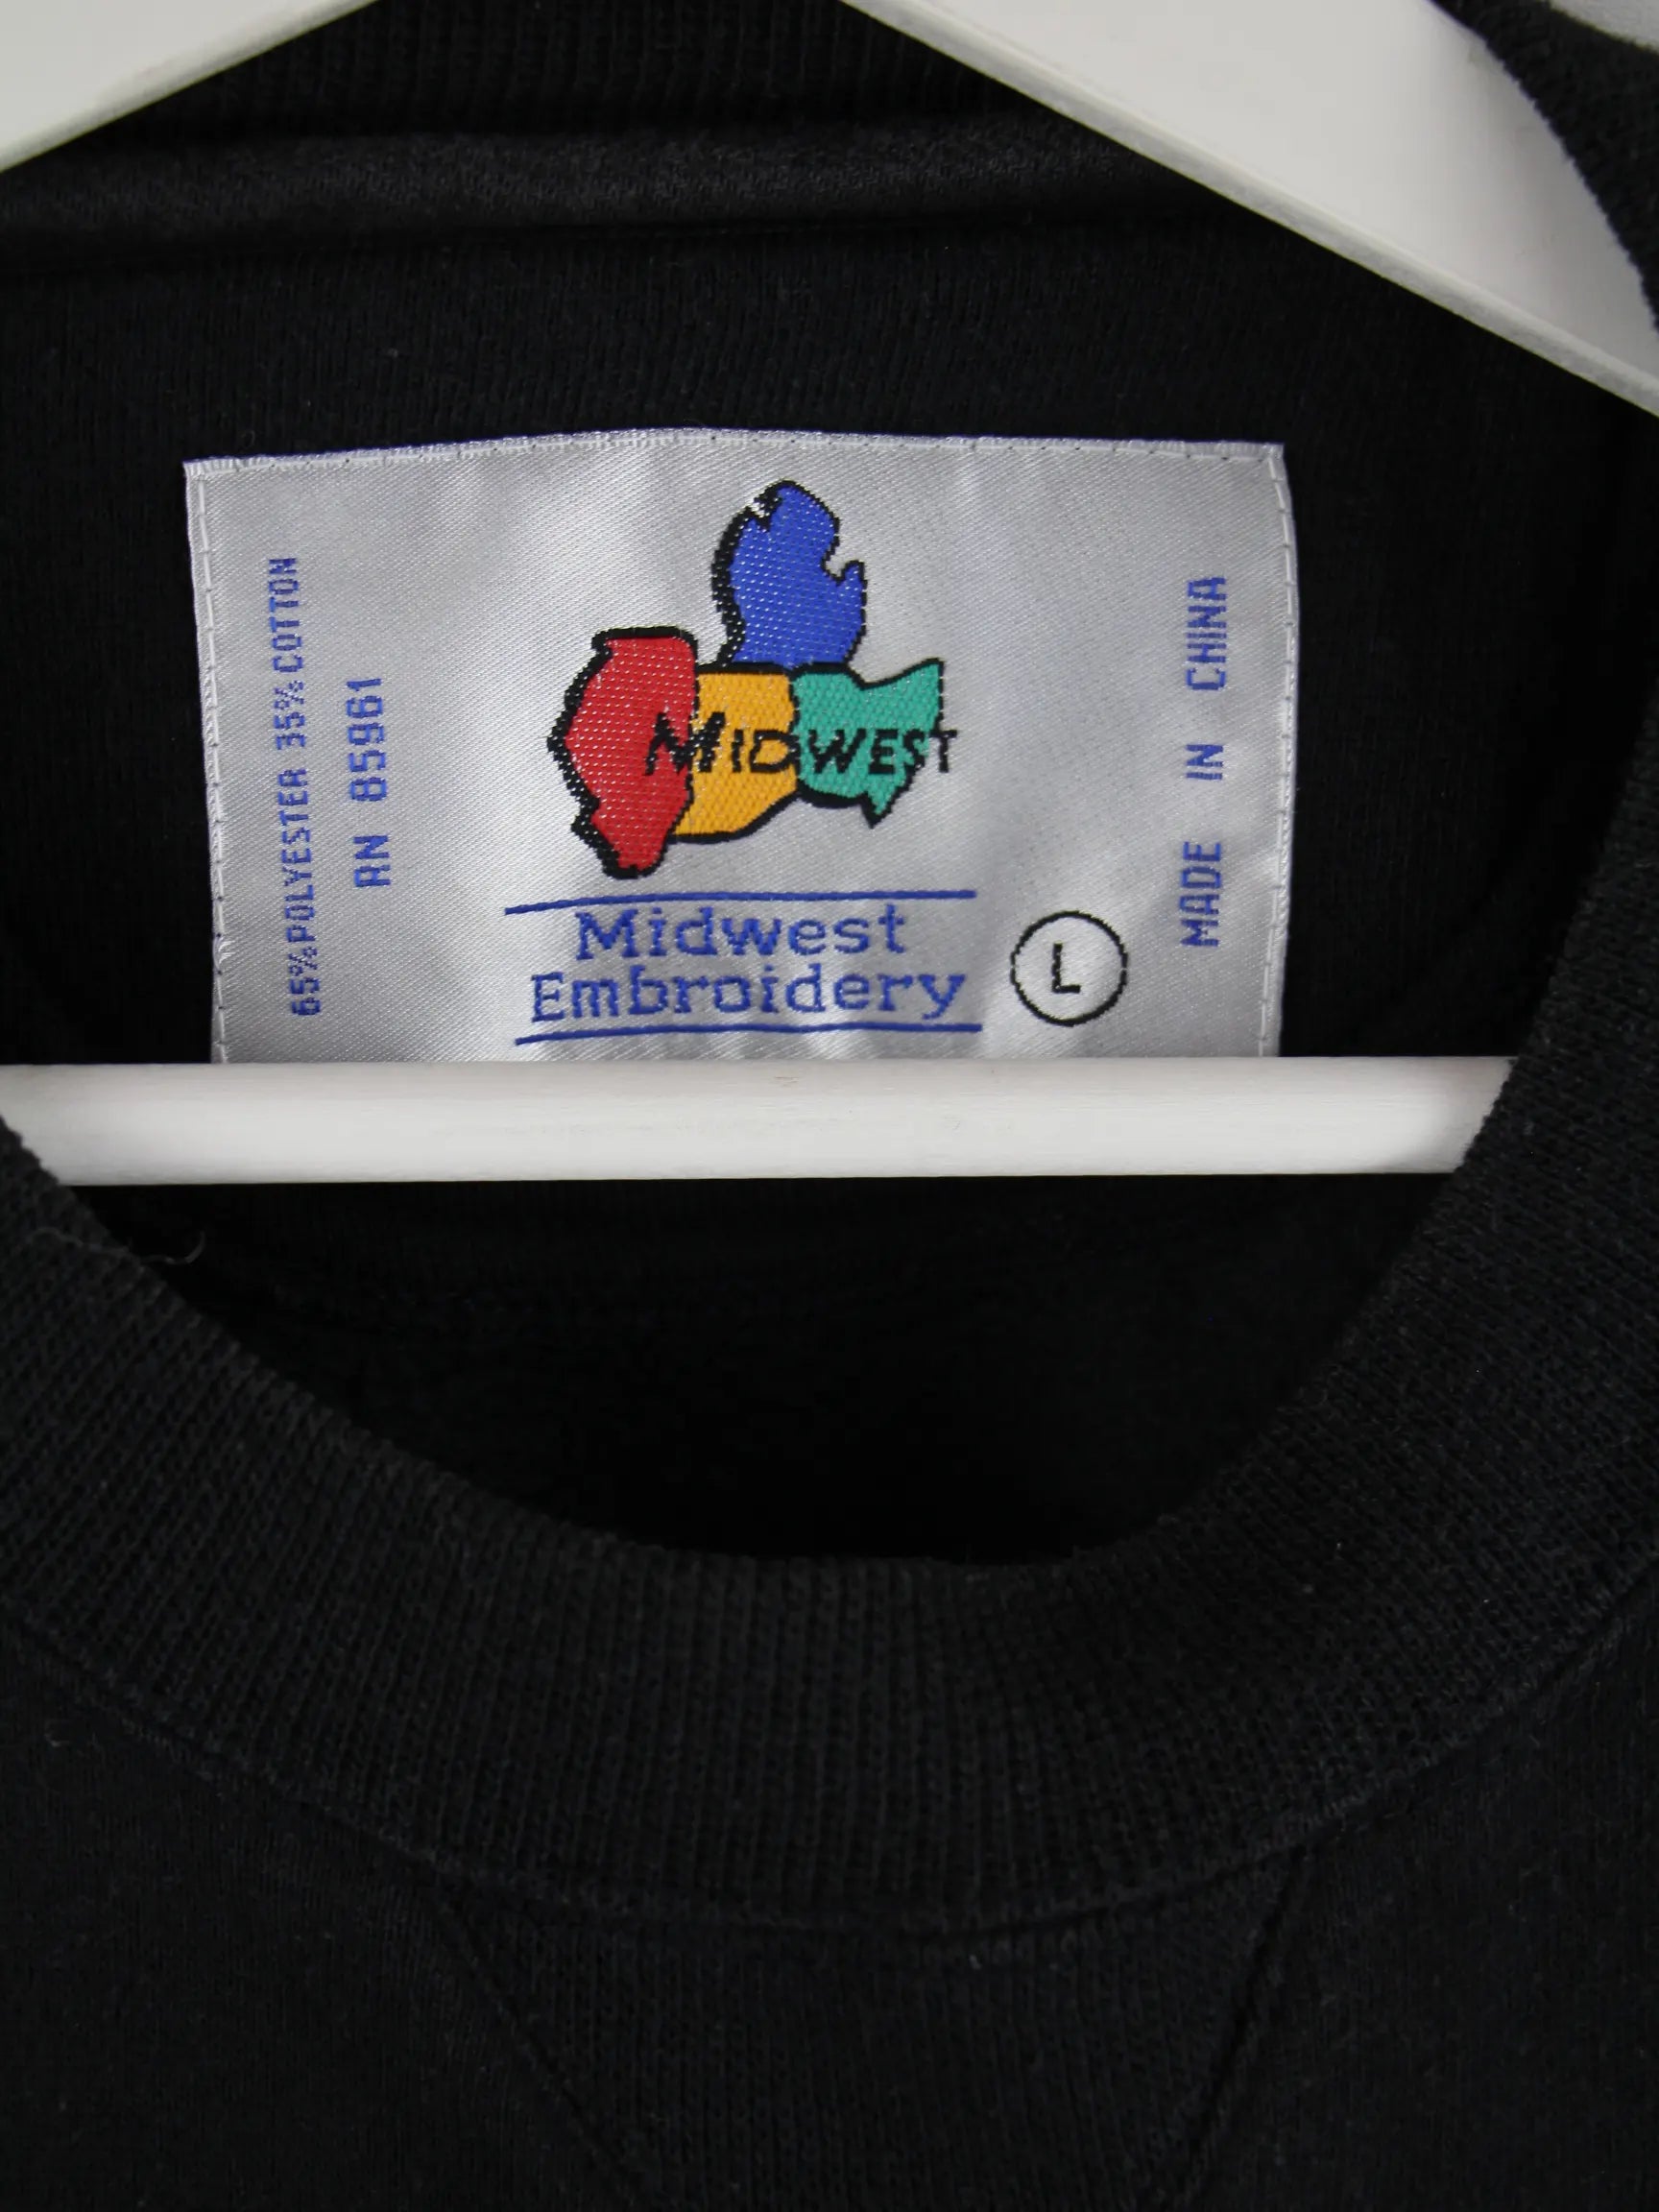 65%POLYESTER 35%COTTON
RN 85961
MIDWEST
Midwest
Embroidery
L
MADE IN CHINA